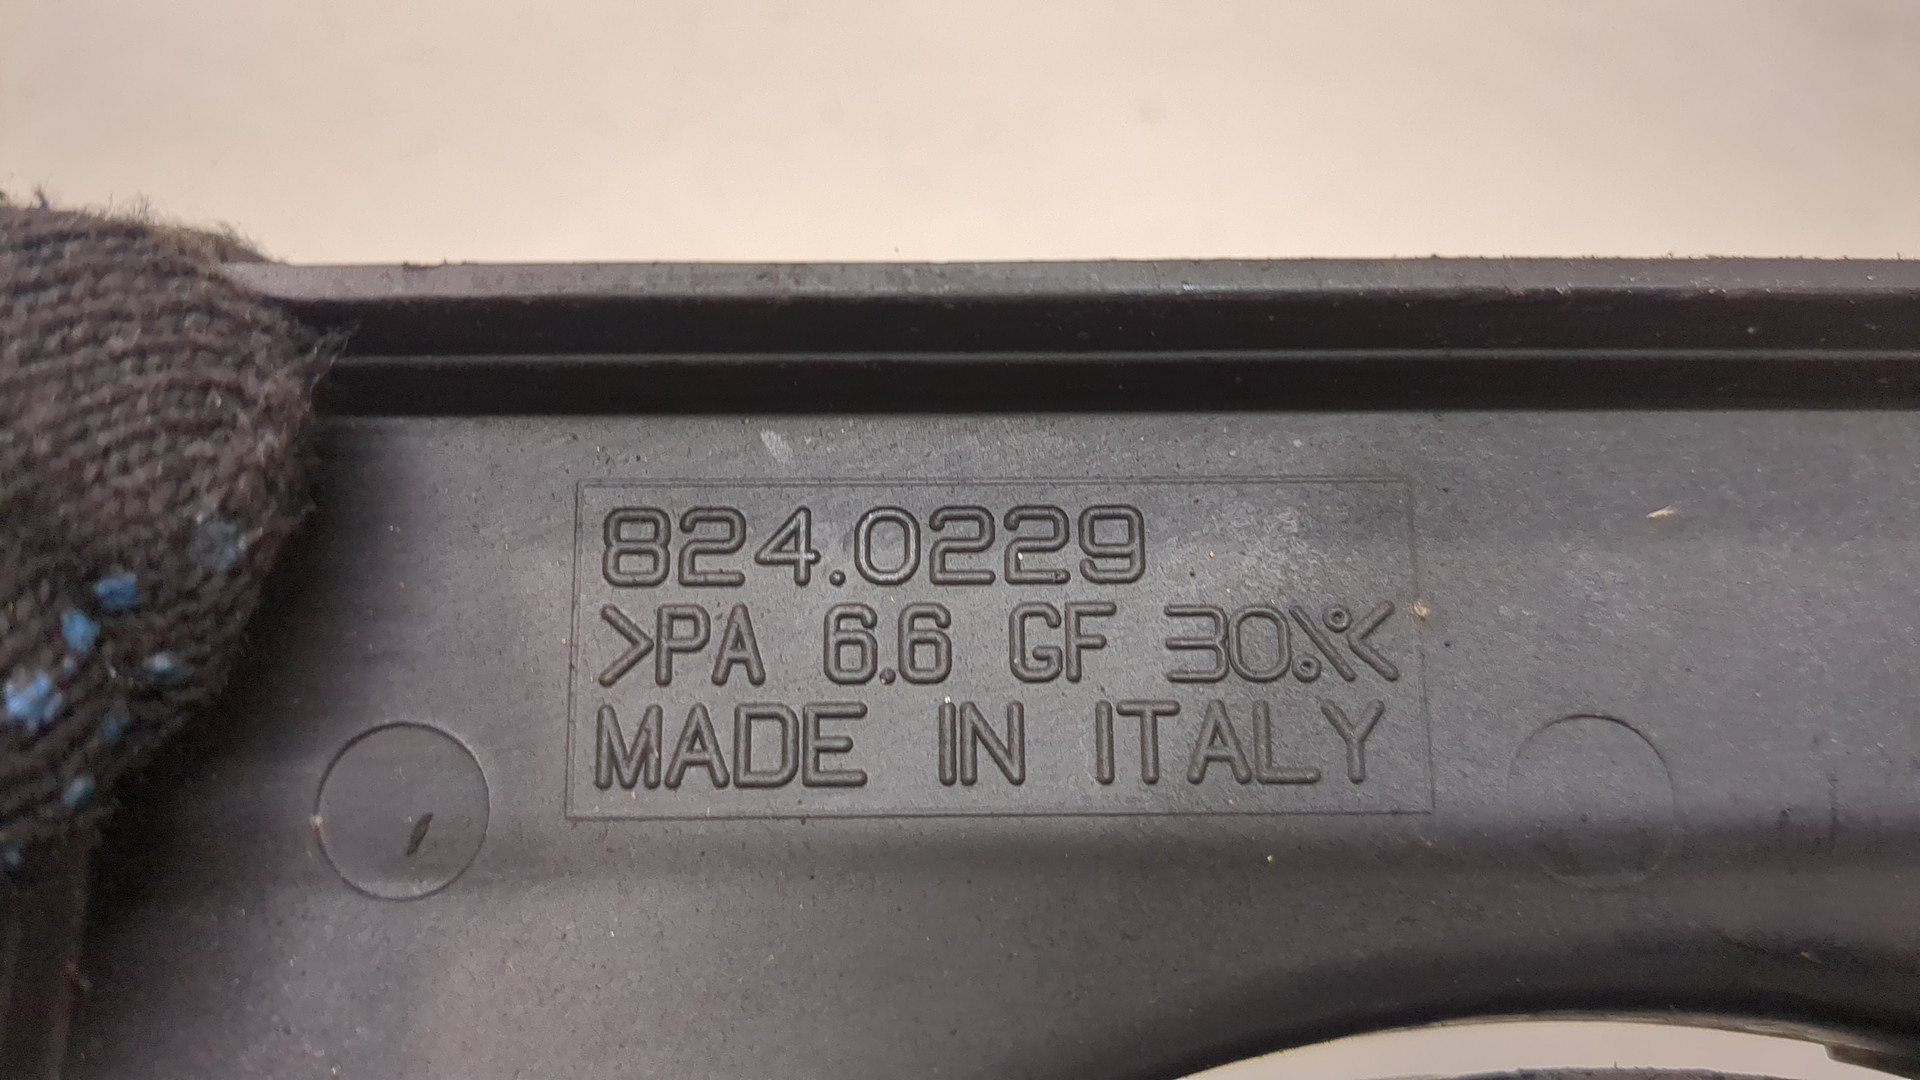 824.0229
>PA 6.6 GF 30%<
MADE IN ITALY